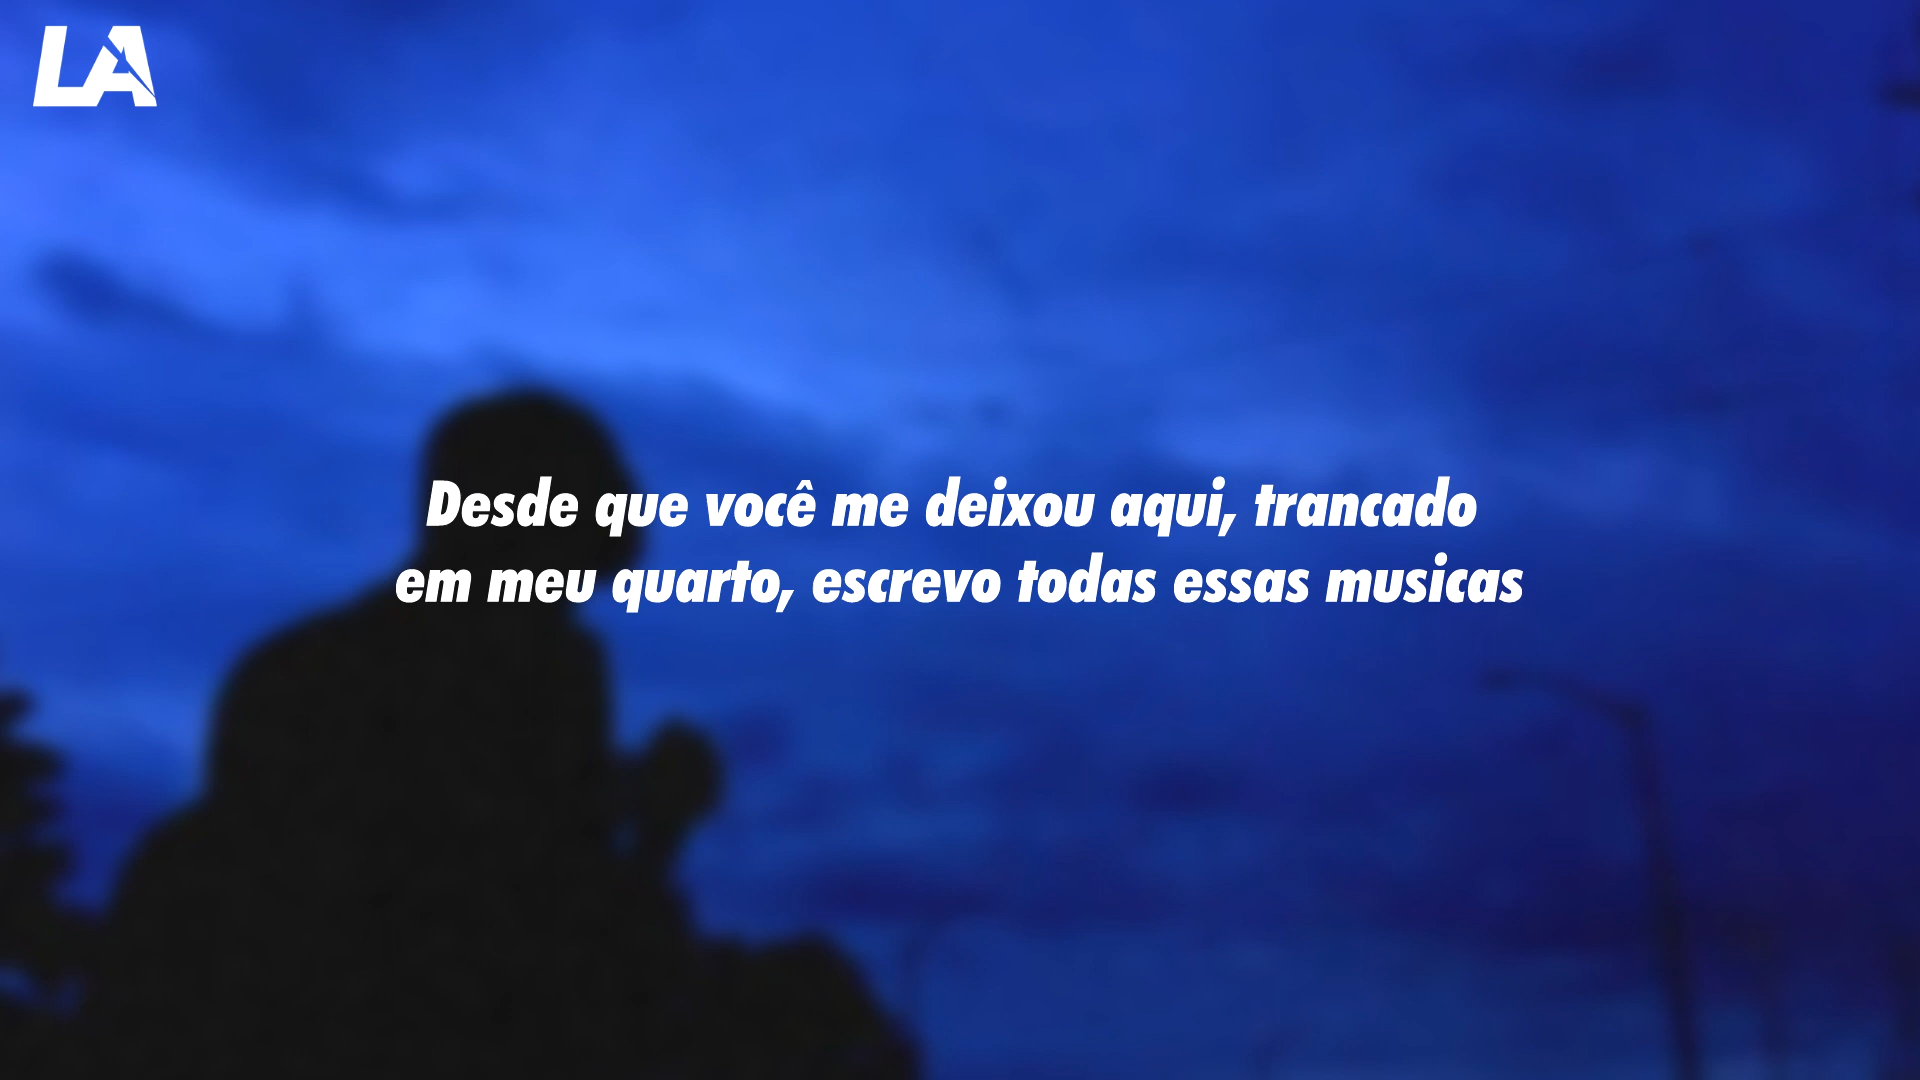 LA
Desde que você me deixou aqui, trancado
em meu quarto, escrevo todas essas musicas